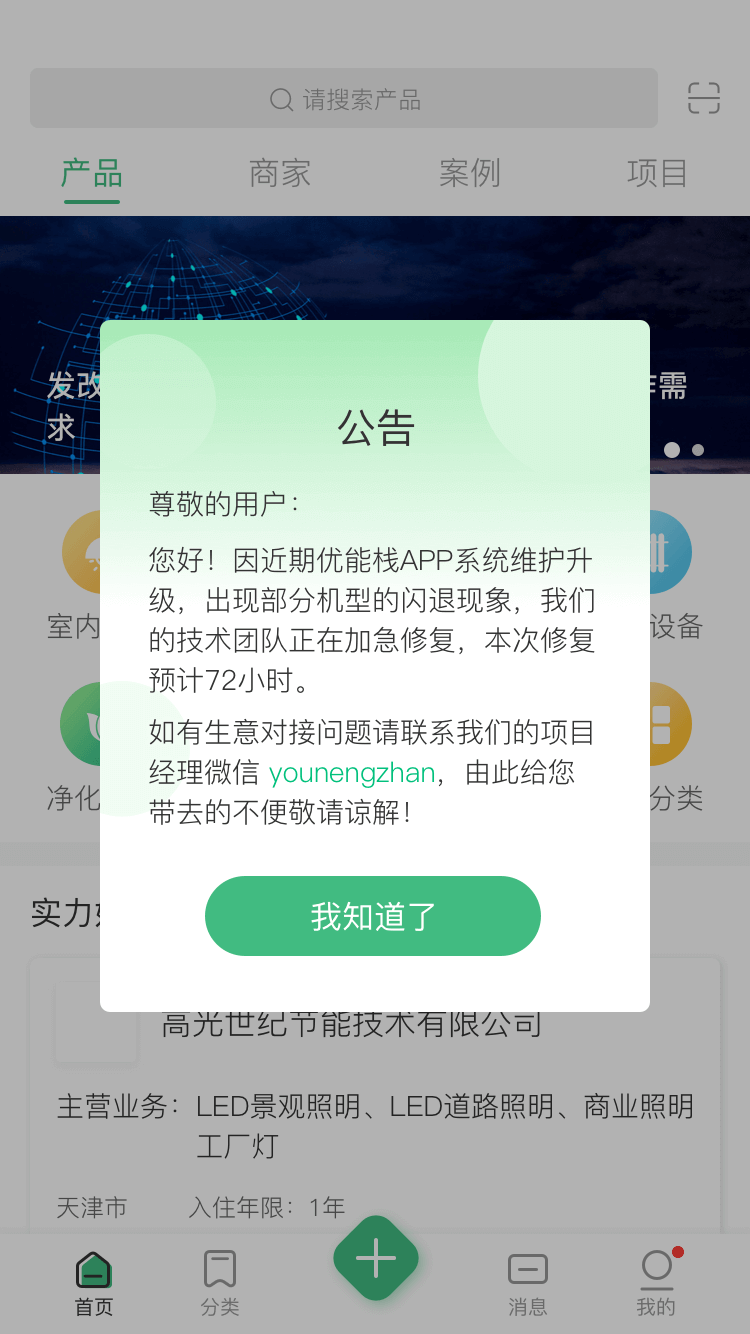 请搜索产品
产品 商家 案例 项目
发改
需
求
公告
尊敬的用户：
您好！因近期优能栈APP系统维护升
级，出现部分机型的闪退现象，我们
的技术团队正在加急修复，本次修复
预计72小时。
如有生意对接问题请联系我们的项目
经理微信 younengzhan，由此给您
带去的不便敬请谅解！
我知道了
室内
设备
净化
分类
实力
高光世纪节能技术有限公司
主营业务：LED景观照明、LED道路照明、商业照明
工厂灯
天津市 入住年限：1年
首页 分类 消息 我的